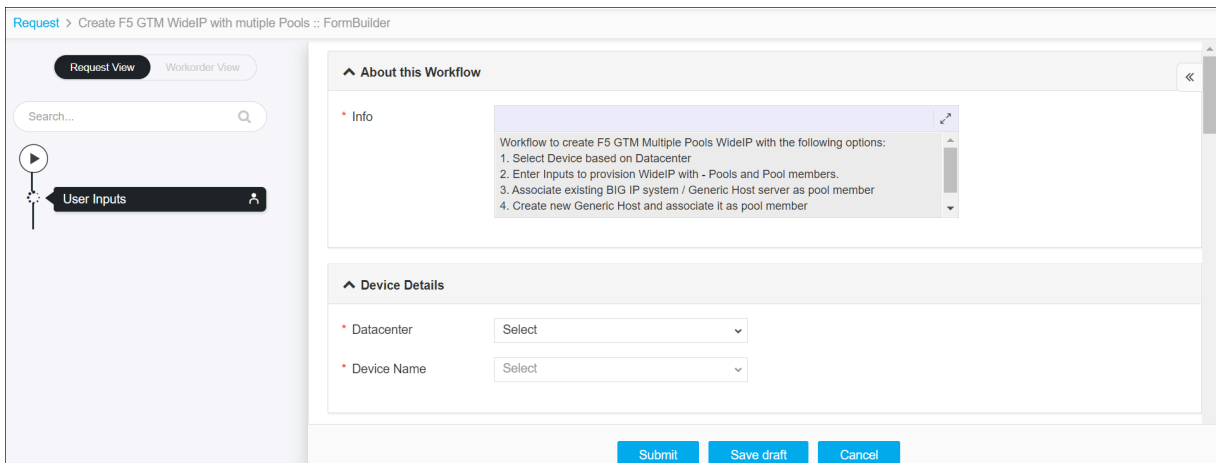 Request > Create F5 GTM WideIP with mutiple Pools :: FormBuilder
Request View
Workorder View
Search...
User Inputs
About this Workflow
* Info
Workflow to create F5 GTM Multiple Pools WideIP with the following options:
1. Select Device based on Datacenter
2. Enter Inputs to provision WideIP with - Pools and Pool members.
3. Associate existing BIG IP system / Generic Host server as pool member
4. Create new Generic Host and associate it as pool member
Device Details
* Datacenter
Select
* Device Name
Select
Submit
Save draft
Cancel